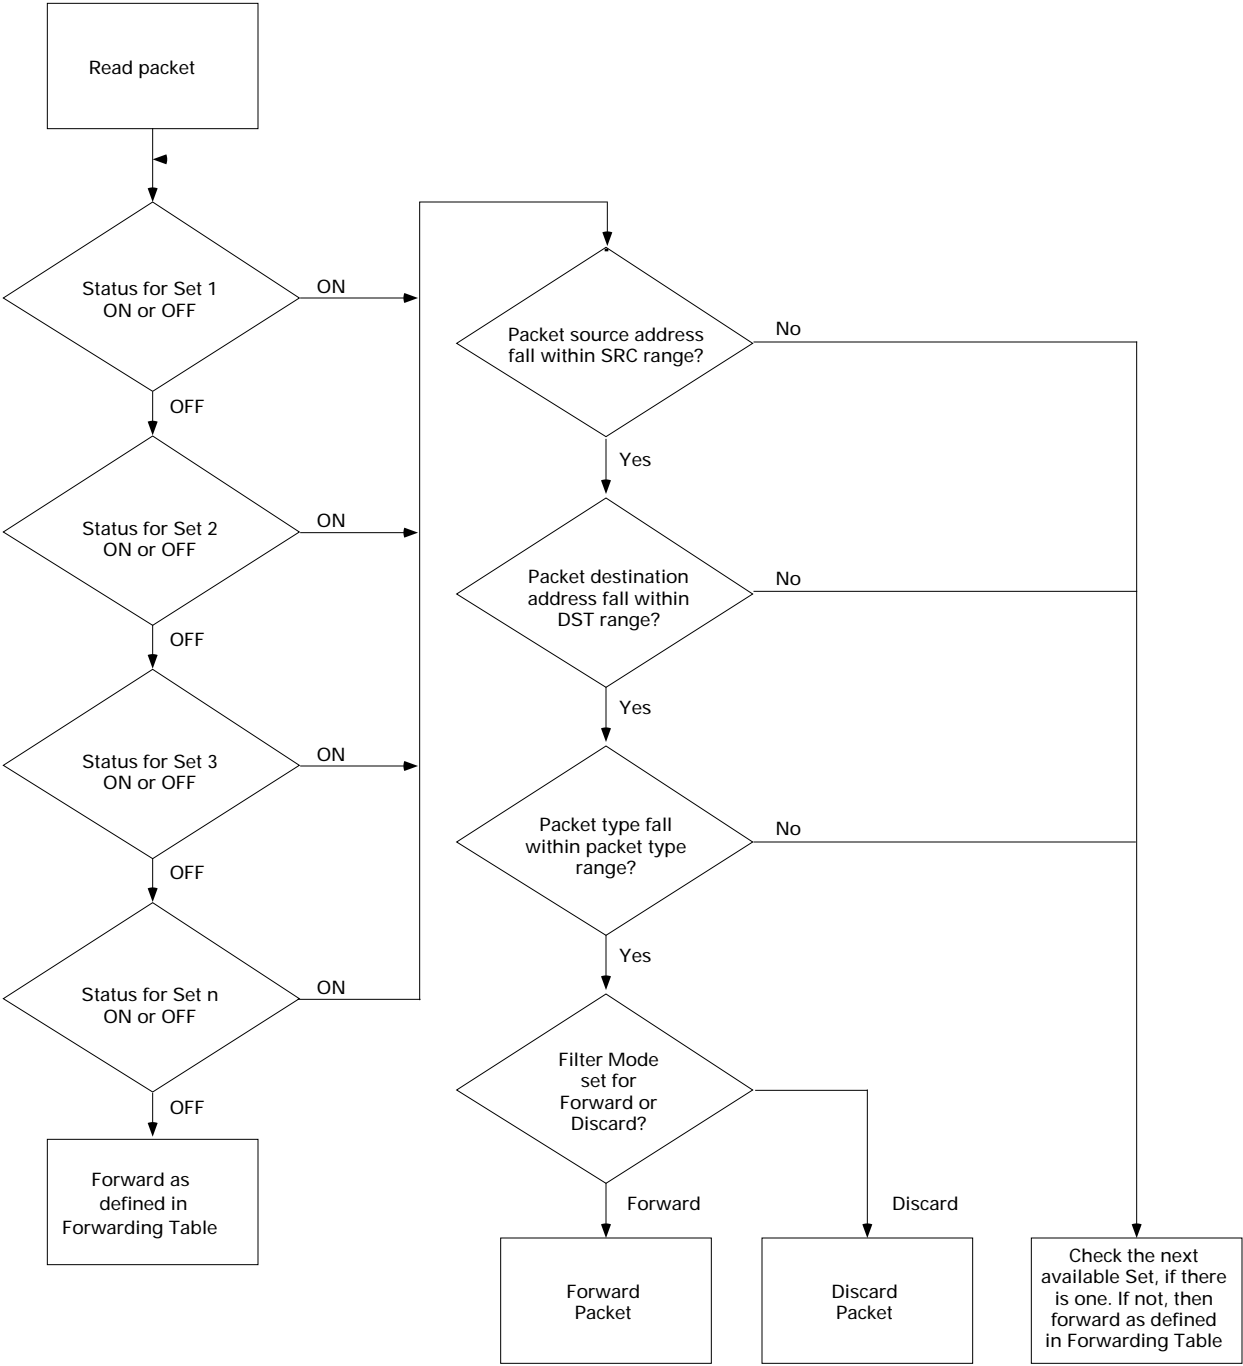 Read packet
Status for Set 1
ON or OFF
ON
OFF
Status for Set 2
ON or OFF
ON
OFF
Status for Set 3
ON or OFF
ON
OFF
Status for Set n
ON or OFF
ON
OFF
Forward as
defined in
Forwarding Table
Packet source address
fall within SRC range?
No
Yes
Packet destination
address fall within
DST range?
No
Yes
Packet type fall
within packet type
range?
No
Yes
Filter Mode
set for
Forward or
Discard?
Forward
Discard
Forward
Packet
Discard
Packet
Check the next
available Set, if there
is one. If not, then
forward as defined
in Forwarding Table